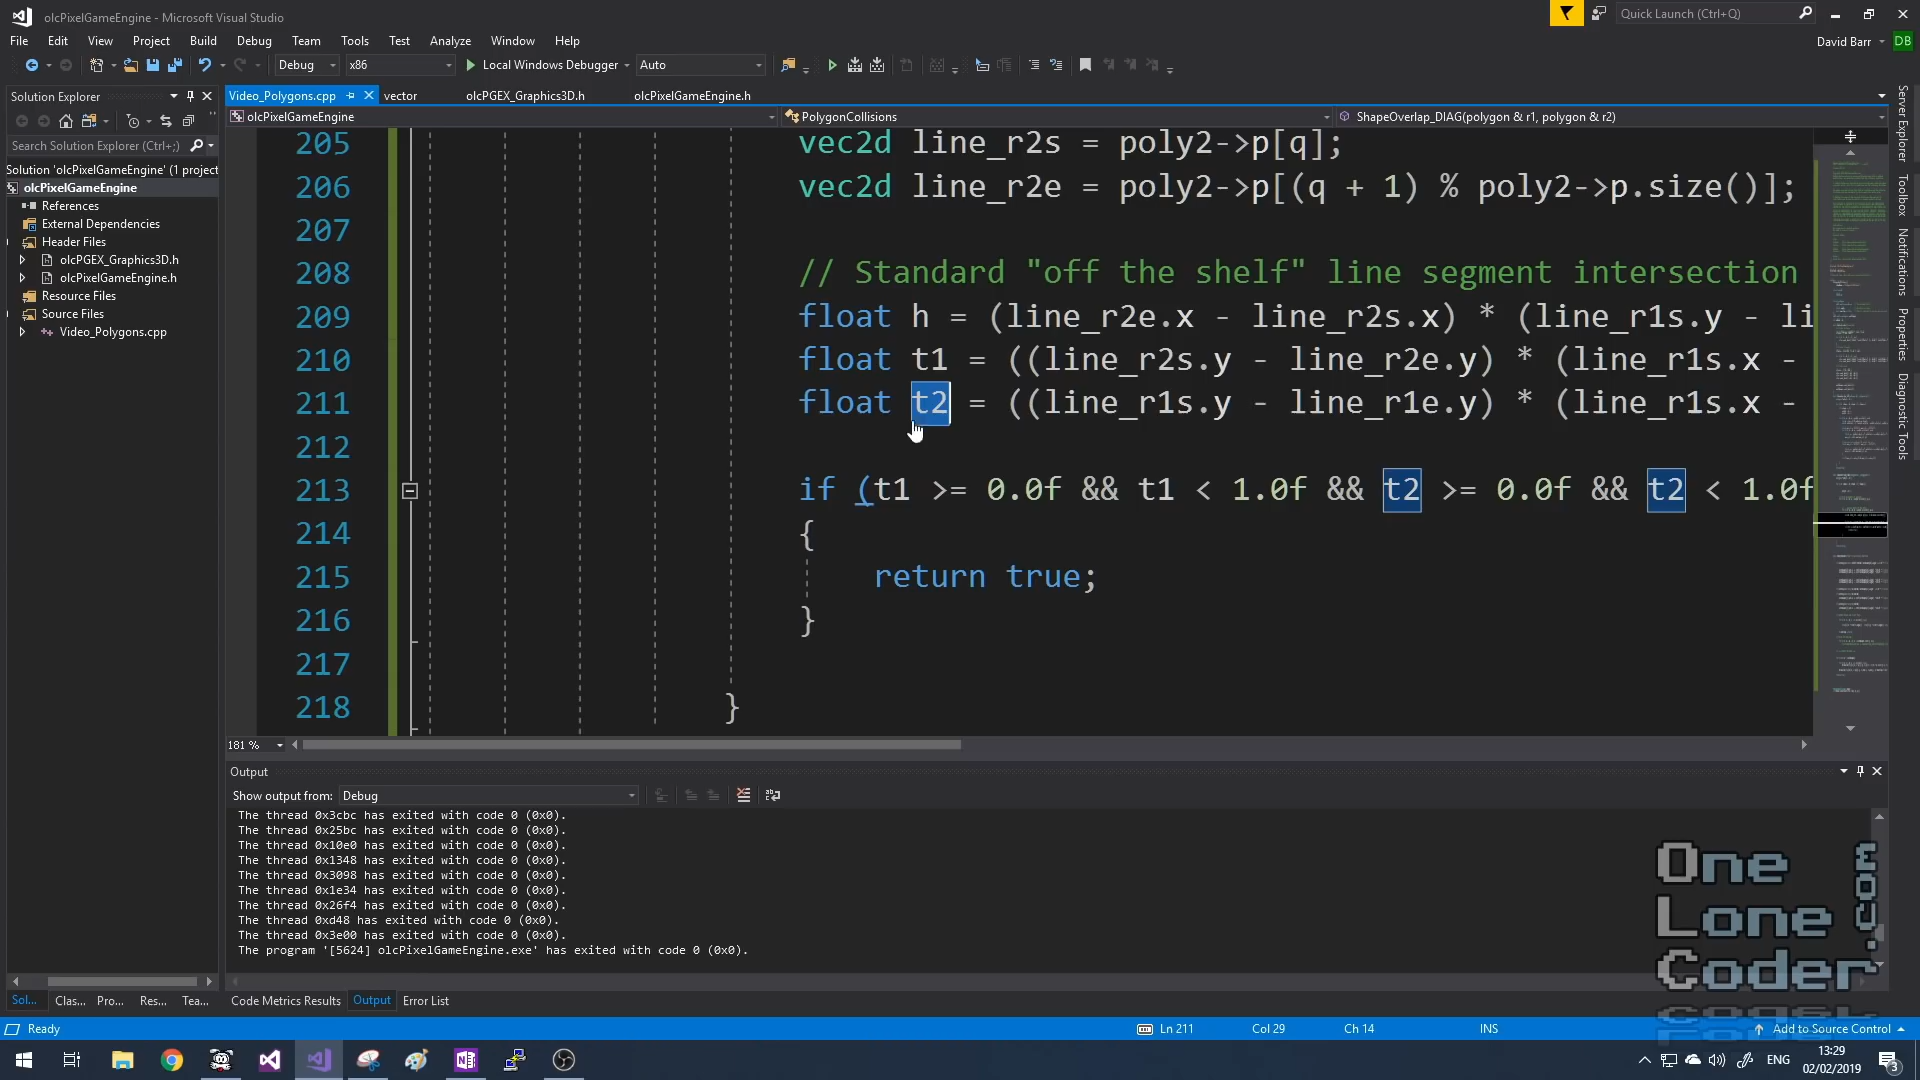 olcPixelGameEngine - Microsoft Visual Studio
Quick Launch (Ctrl+Q)
File Edit View Project Build Debug Team Tools Test Analyze Window Help
David Barr
DB
Debug x86 Local Windows Debugger Auto
Solution Explorer
Video_Polygons.cpp vector olcPGEX_Graphics3D.h olcPixelGameEngine.h
olcPixelGameEngine PolygonCollisions ShapeOverlap_DIAG(polygon & r1, polygon & r2)
Search Solution Explorer (Ctrl+;)
Solution 'olcPixelGameEngine' (1 project
olcPixelGameEngine
References
External Dependencies
Header Files
olcPGEX_Graphics3D.h
olcPixelGameEngine.h
Resource Files
Source Files
Video_Polygons.cpp
205 vec2d line_r2s = poly2->p[q];
206 vec2d line_r2e = poly2->p[(q + 1) % poly2->p.size()];
207
208 // Standard "off the shelf" line segment intersection
209 float h = (line_r2e.x - line_r2s.x) * (line_r1s.y - li
210 float t1 = ((line_r2s.y - line_r2e.y) * (line_r1s.x -
211 float t2 = ((line_r1s.y - line_r1e.y) * (line_r1s.x -
212
213 if (t1 >= 0.0f && t1 < 1.0f && t2 >= 0.0f && t2 < 1.0f
214 {
215 return true;
216 }
217
218 }
181 %
Server Explorer
Toolbox
Notifications
Properties
Diagnostic Tools
Output
Show output from: Debug
The thread 0x3cbc has exited with code 0 (0x0).
The thread 0x25bc has exited with code 0 (0x0).
The thread 0x10e0 has exited with code 0 (0x0).
The thread 0x1348 has exited with code 0 (0x0).
The thread 0x3098 has exited with code 0 (0x0).
The thread 0x1e34 has exited with code 0 (0x0).
The thread 0x26f4 has exited with code 0 (0x0).
The thread 0xd48 has exited with code 0 (0x0).
The thread 0x3e00 has exited with code 0 (0x0).
The program '[5624] olcPixelGameEngine.exe' has exited with code 0 (0x0).
One
Lone
Coder
.com
Sol... Clas... Pro... Res... Tea... Code Metrics Results Output Error List
Ready Ln 211 Col 29 Ch 14 INS Add to Source Control
ENG
13:29
02/02/2019
3